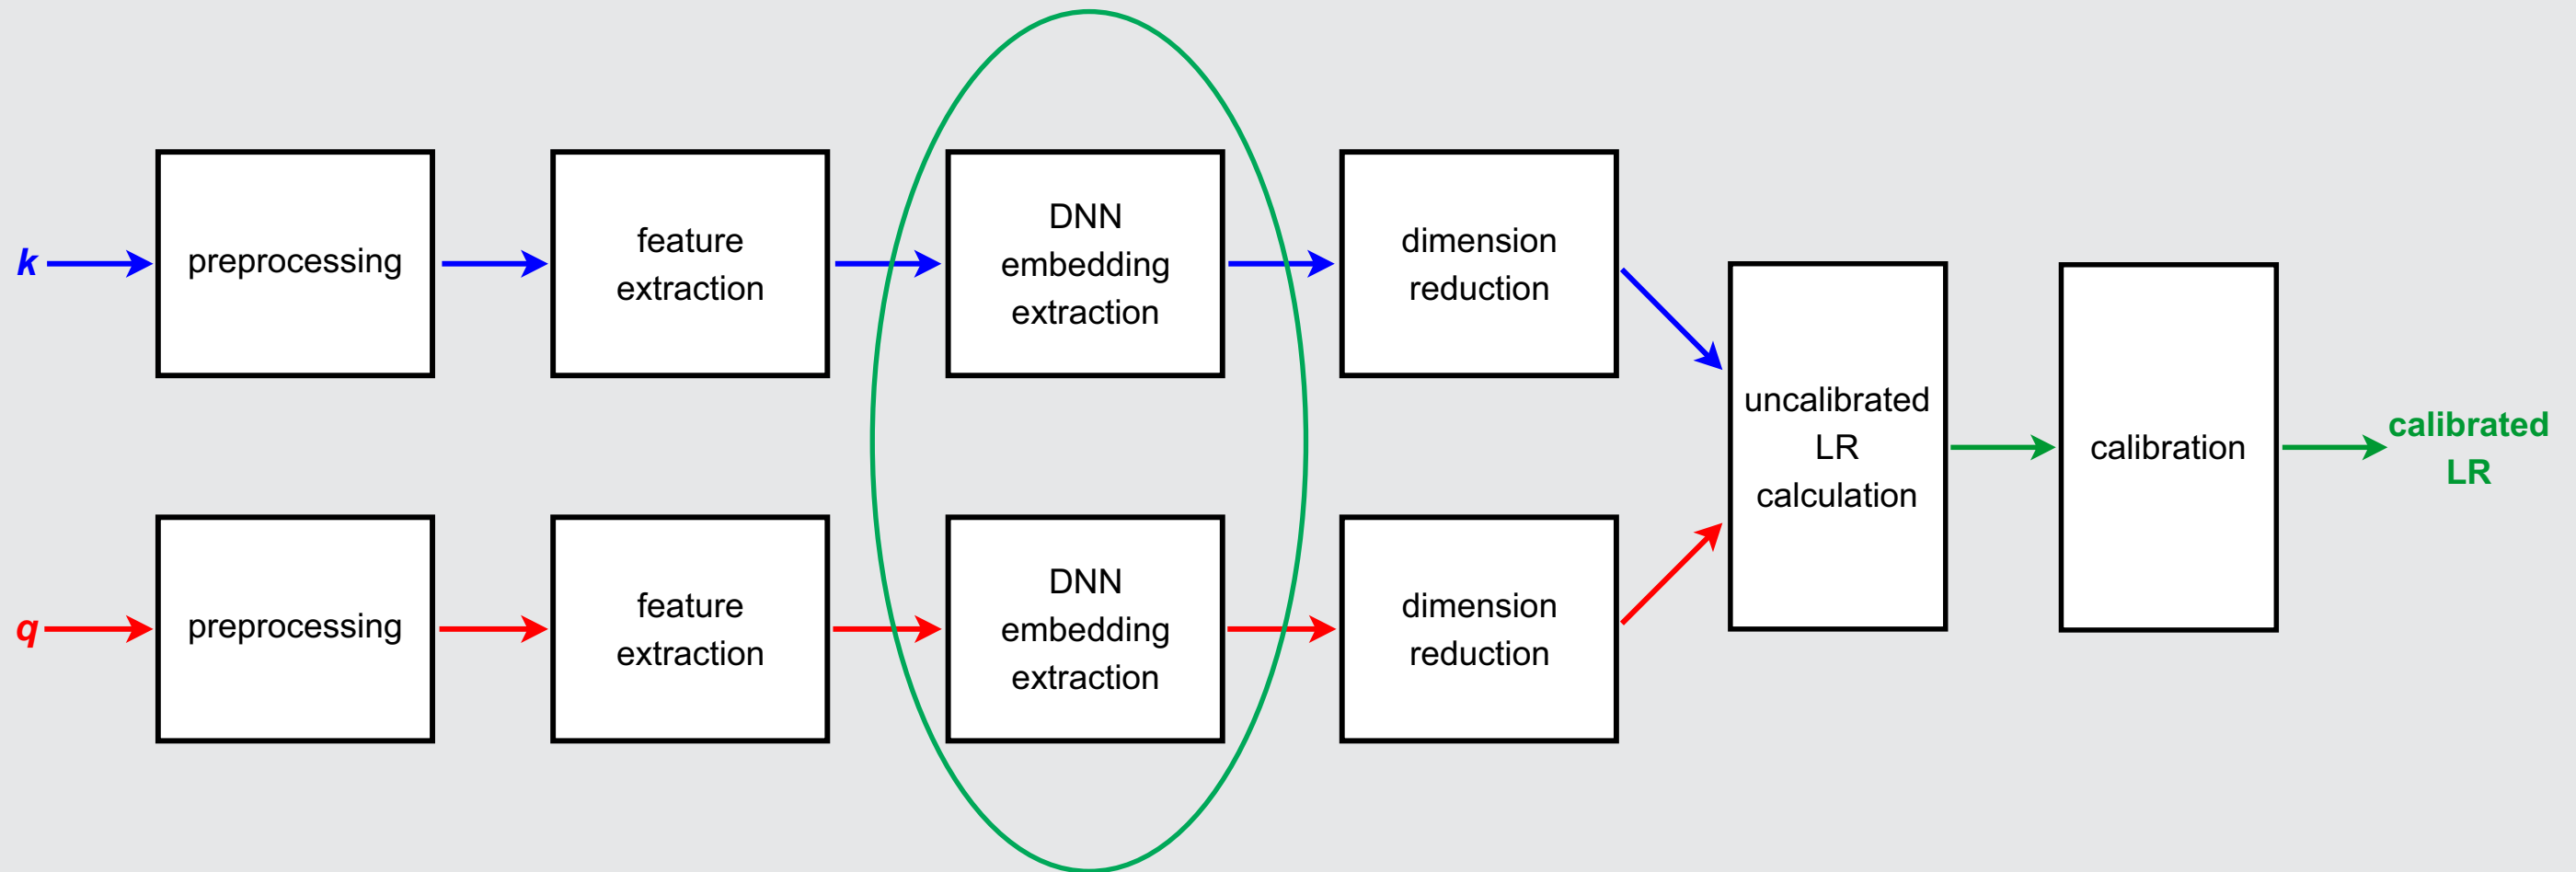 k
preprocessing
feature
extraction
DNN
embedding
extraction
dimension
reduction
q
preprocessing
feature
extraction
DNN
embedding
extraction
dimension
reduction
uncalibrated
LR
calculation
calibration
calibrated
LR